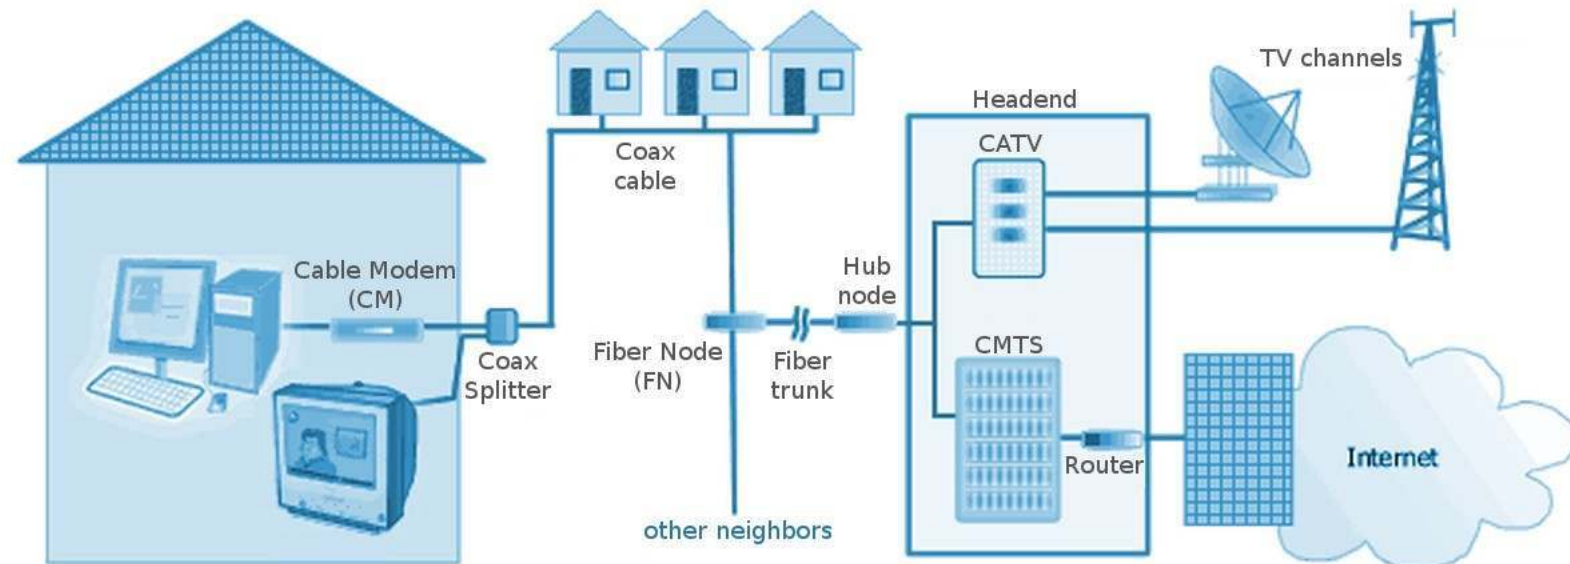 TV channels
Headend
CATV
Coax
cable
Cable Modem
(CM)
Hub
node
Coax
Splitter
Fiber Node
(FN)
Fiber
trunk
CMTS
Router
Internet
other neighbors